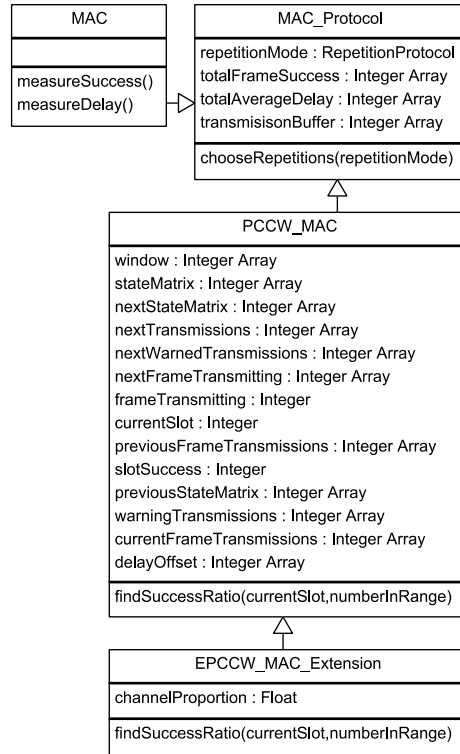 MAC
measureSuccess()
measureDelay()
MAC_Protocol
repetitionMode : RepetitionProtocol
totalFrameSuccess : Integer Array
totalAverageDelay : Integer Array
transmisisonBuffer : Integer Array
chooseRepetitions(repetitionMode)
PCCW_MAC
window : Integer Array
stateMatrix : Integer Array
nextStateMatrix : Integer Array
nextTransmissions : Integer Array
nextWarnedTransmissions : Integer Array
nextFrameTransmitting : Integer Array
frameTransmitting : Integer
currentSlot : Integer
previousFrameTransmissions : Integer Array
slotSuccess : Integer
previousStateMatrix : Integer Array
warningTransmissions : Integer Array
currentFrameTransmissions : Integer Array
delayOffset : Integer Array
findSuccessRatio(currentSlot,numberInRange)
EPCCW_MAC_Extension
channelProportion : Float
findSuccessRatio(currentSlot,numberInRange)